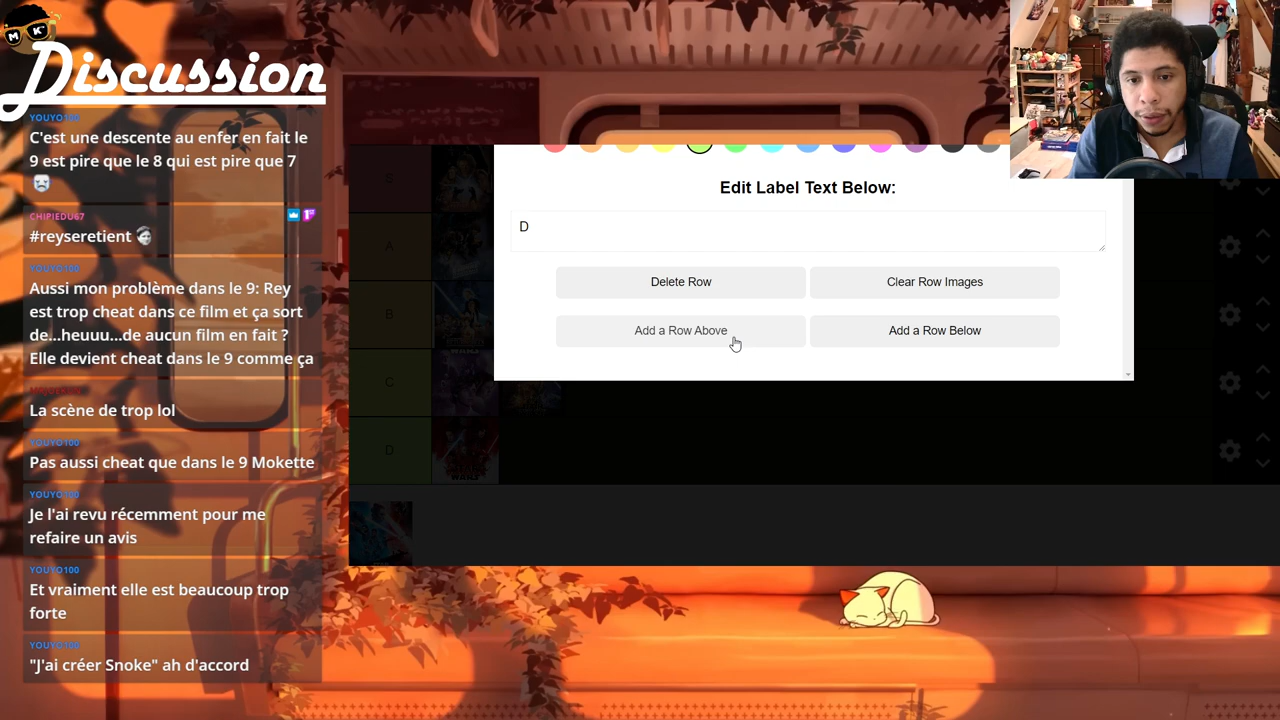 M K
Discussion
YOUYO100
C'est une descente au enfer en fait le
9 est pire que le 8 qui est pire que 7
CHIPIEDU67
#reyseretient
YOUYO100
Aussi mon problème dans le 9: Rey
est trop cheat dans ce film et ça sort
de...heuuu...de aucun film en fait ?
Elle devient cheat dans le 9 comme ça
La scène de trop lol
YOUYO100
Pas aussi cheat que dans le 9 Mokette
YOUYO100
Je l'ai revu récemment pour me
refaire un avis
YOUYO100
Et vraiment elle est beaucoup trop
forte
YOUYO100
"J'ai créer Snoke" ah d'accord
Edit Label Text Below:
D
Delete Row
Clear Row Images
Add a Row Above
Add a Row Below
A
B
C
D